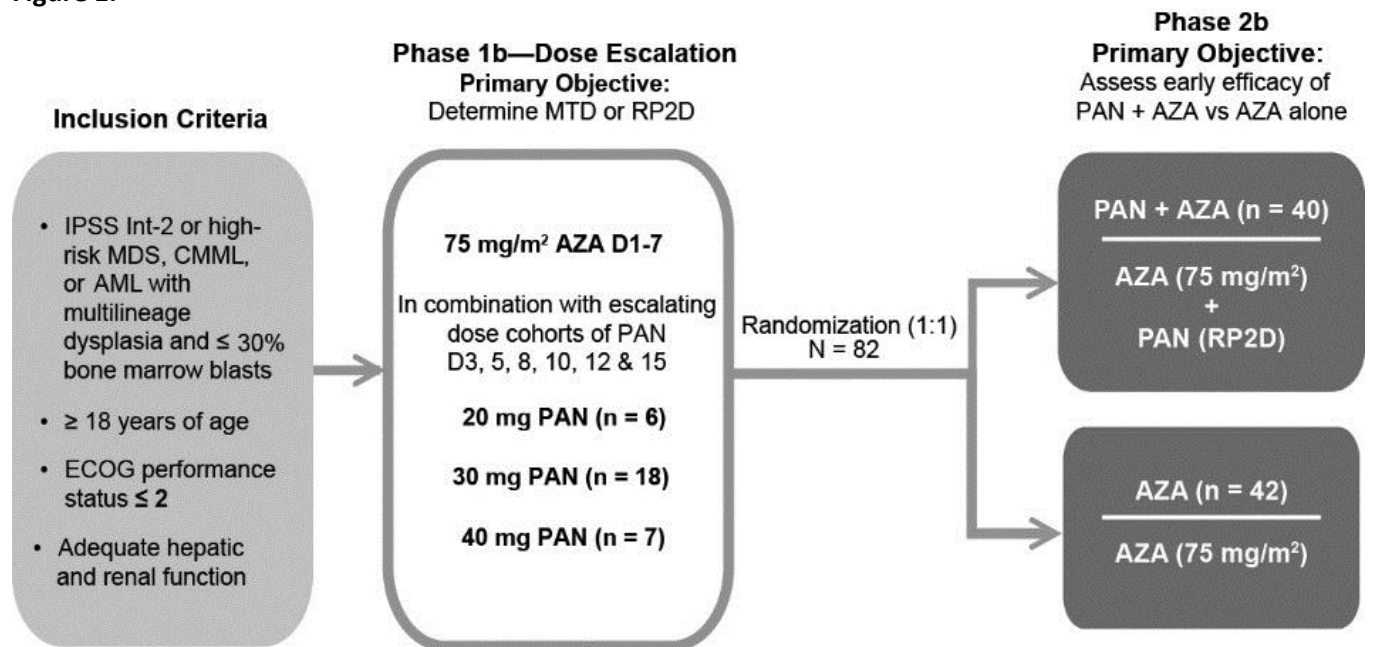 Phase 1b—Dose Escalation
Primary Objective:
Determine MTD or RP2D
Phase 2b
Primary Objective:
Assess early efficacy of
PAN + AZA vs AZA alone
Inclusion Criteria
• IPSS Int-2 or high-
risk MDS, CMML,
or AML with
multilineage
dysplasia and ≤ 30%
bone marrow blasts
• ≥ 18 years of age
• ECOG performance
status ≤ 2
• Adequate hepatic
and renal function
75 mg/m² AZA D1-7
In combination with escalating
dose cohorts of PAN
D3, 5, 8, 10, 12 & 15
20 mg PAN (n = 6)
30 mg PAN (n = 18)
40 mg PAN (n = 7)
Randomization (1:1)
N = 82
PAN + AZA (n = 40)
AZA (75 mg/m²)
+
PAN (RP2D)
AZA (n = 42)
AZA (75 mg/m²)